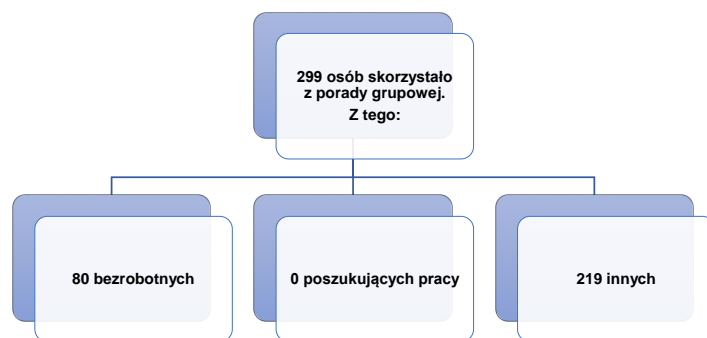 299 osób skorzystało
z porady grupowej.
Z tego:
80 bezrobotnych
0 poszukujących pracy
219 innych